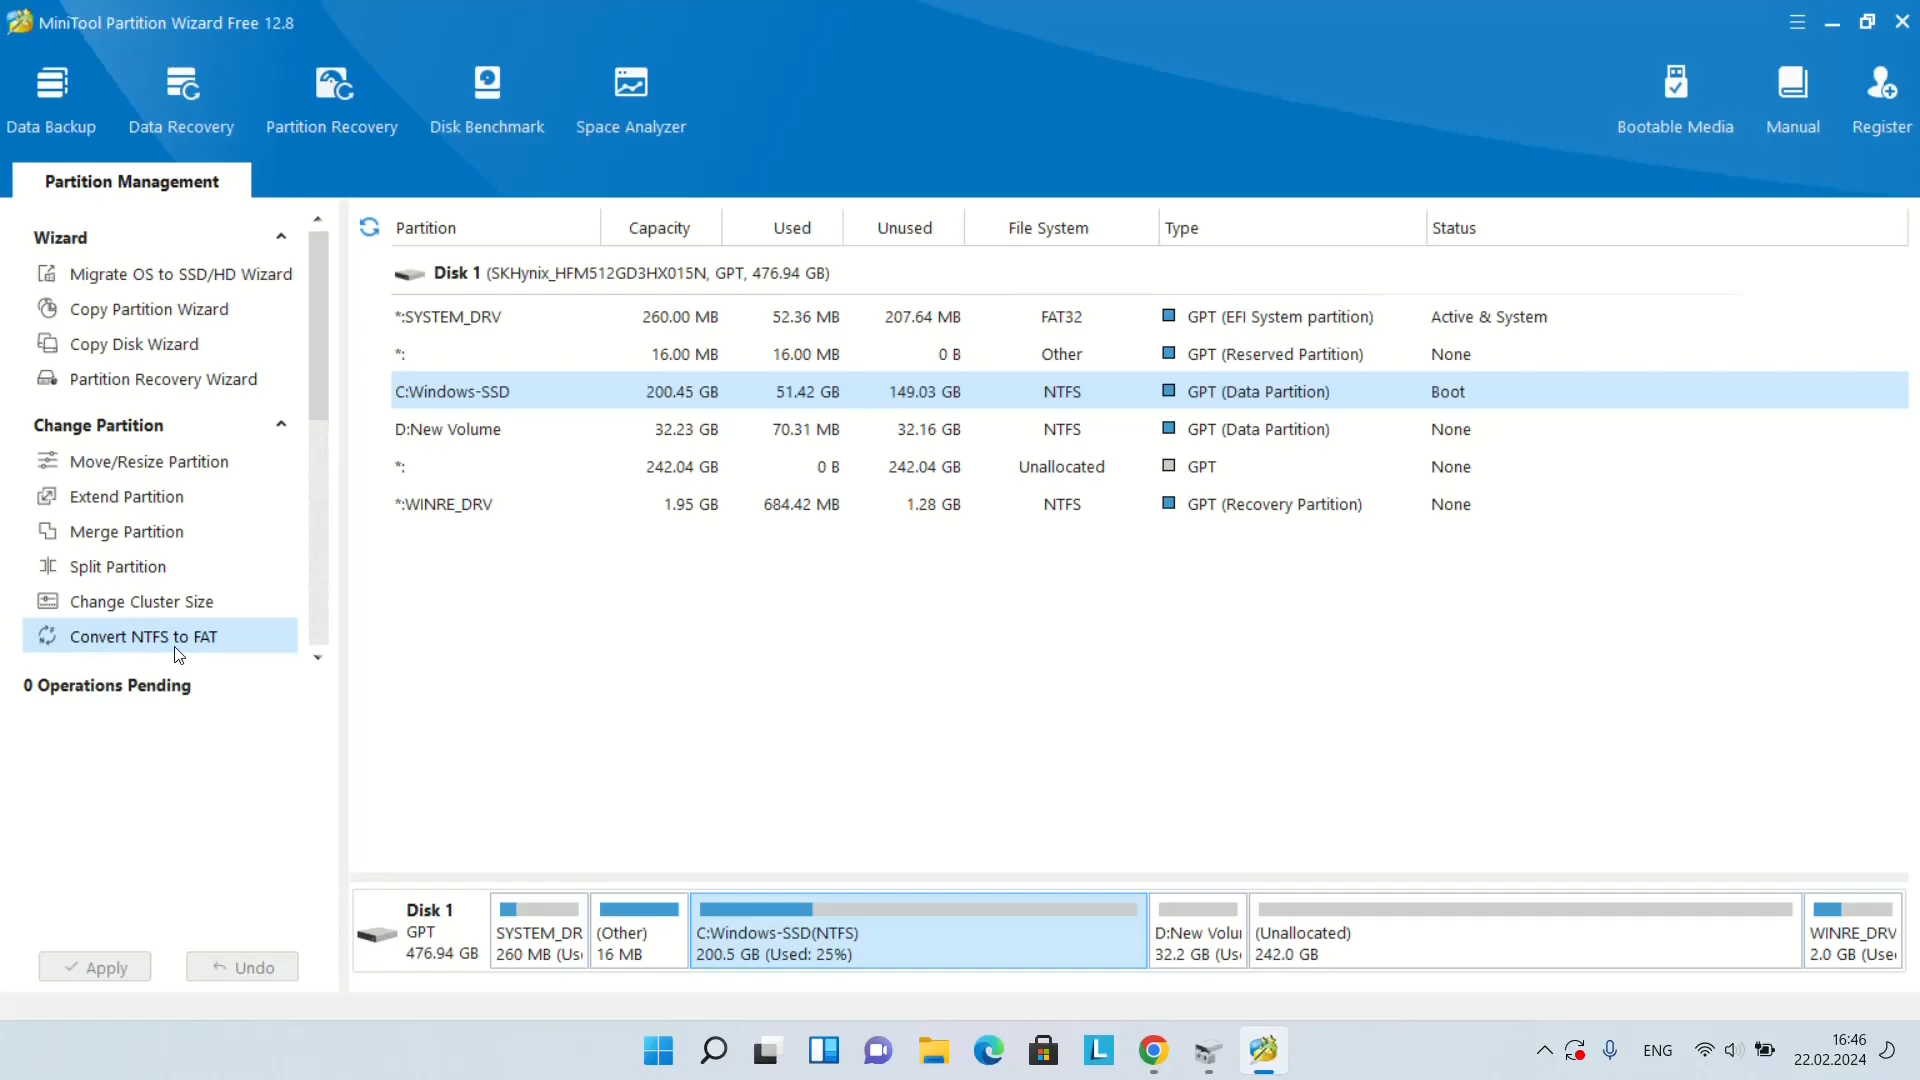 MiniTool Partition Wizard Free 12.8
Data Backup
Data Recovery
Partition Recovery
Disk Benchmark
Space Analyzer
Bootable Media
Manual
Register
Partition Management
Wizard
Migrate OS to SSD/HD Wizard
Copy Partition Wizard
Copy Disk Wizard
Partition Recovery Wizard
Change Partition
Move/Resize Partition
Extend Partition
Merge Partition
Split Partition
Change Cluster Size
Convert NTFS to FAT
0 Operations Pending
Apply
Undo
Partition Capacity Used Unused File System Type Status
Disk 1 (SKHynix_HFM512GD3HX015N, GPT, 476.94 GB)
*:SYSTEM_DRV 260.00 MB 52.36 MB 207.64 MB FAT32 GPT (EFI System partition) Active & System
*: 16.00 MB 16.00 MB 0 B Other GPT (Reserved Partition) None
C:Windows-SSD 200.45 GB 51.42 GB 149.03 GB NTFS GPT (Data Partition) Boot
D:New Volume 32.23 GB 70.31 MB 32.16 GB NTFS GPT (Data Partition) None
*: 242.04 GB 0 B 242.04 GB Unallocated GPT None
*:WINRE_DRV 1.95 GB 684.42 MB 1.28 GB NTFS GPT (Recovery Partition) None
Disk 1
GPT
476.94 GB
SYSTEM_DR
260 MB (Us
(Other)
16 MB
C:Windows-SSD(NTFS)
200.5 GB (Used: 25%)
D:New Volu
32.2 GB (Us
(Unallocated)
242.0 GB
WINRE_DRV
2.0 GB (Use
L
ENG
16:46
22.02.2024